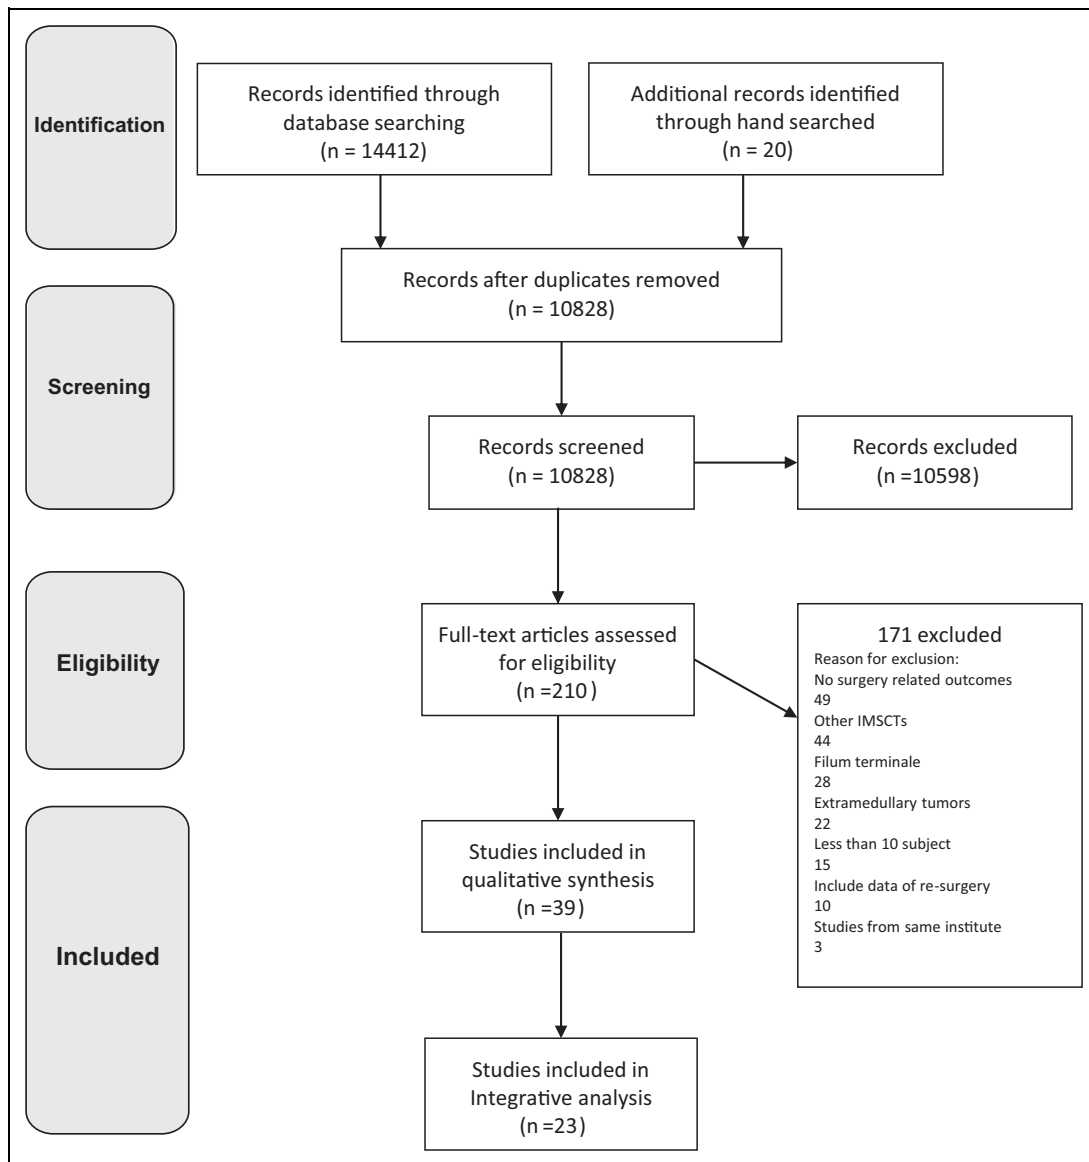 Identification
Records identified through
database searching
(n = 14412)
Additional records identified
through hand searched
(n = 20)
Records after duplicates removed
(n = 10828)
Screening
Records screened
(n = 10828)
Records excluded
(n =10598)
Eligibility
Full-text articles assessed
for eligibility
(n =210 )
171 excluded
Reason for exclusion:
No surgery related outcomes
49
Other IMSCTs
44
Filum terminale
28
Extramedullary tumors
22
Less than 10 subject
15
Include data of re-surgery
10
Studies from same institute
3
Included
Studies included in
qualitative synthesis
(n =39)
Studies included in
Integrative analysis
(n =23)